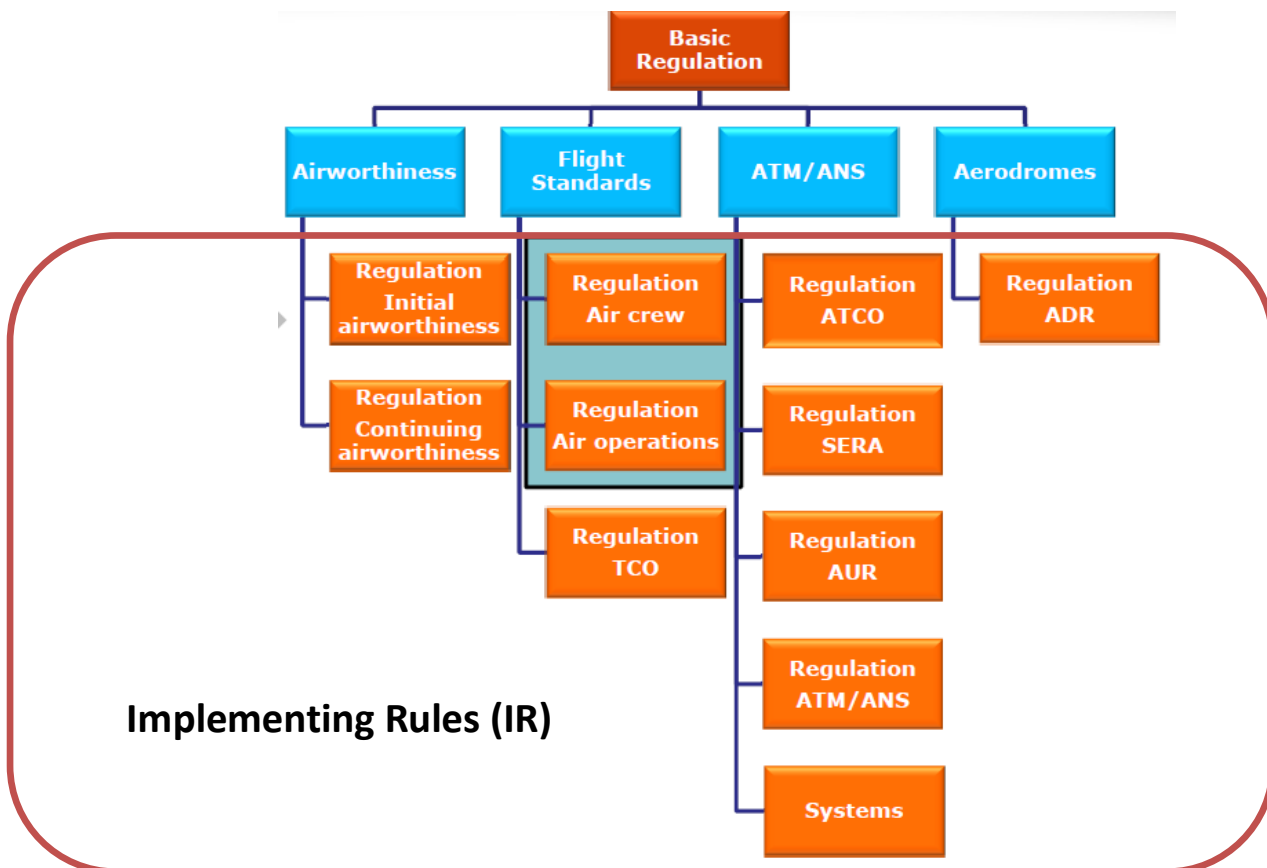 Basic
Regulation
Airworthiness
Flight
Standards
ATM/ANS
Aerodromes
Regulation
Initial
airworthiness
Regulation
Continuing
airworthiness
Regulation
Air crew
Regulation
Air operations
Regulation
TCO
Regulation
ATCO
Regulation
SERA
Regulation
AUR
Regulation
ATM/ANS
Systems
Regulation
ADR
Implementing Rules (IR)